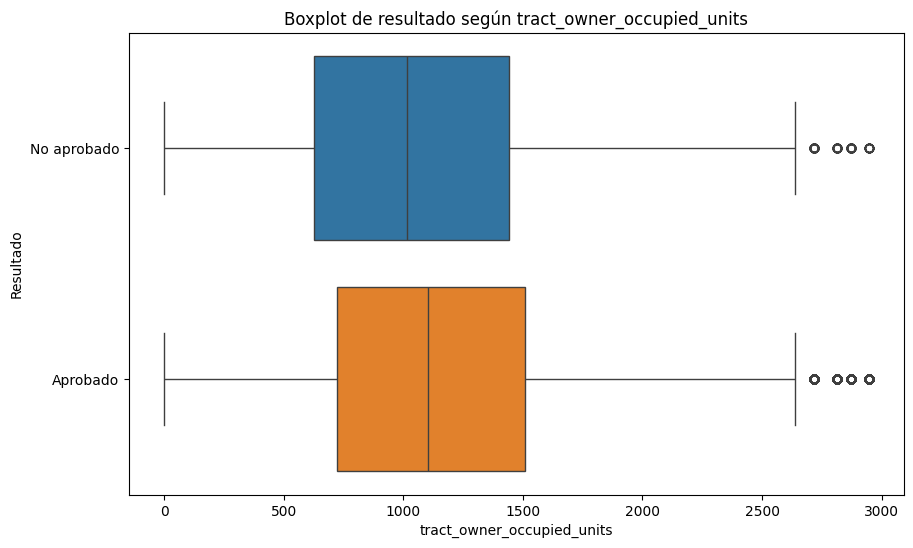 Boxplot de resultado según tract_owner_occupied_units
Resultado
No aprobado
Aprobado
0 500 1000 1500 2000 2500 3000
tract_owner_occupied_units